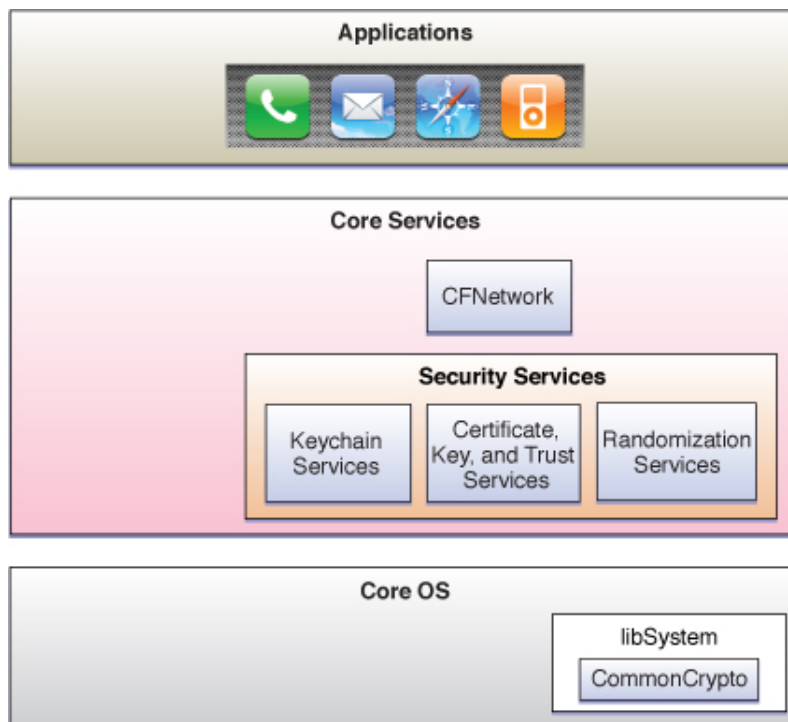 Applications
Core Services
CFNetwork
Security Services
Keychain
Services
Certificate,
Key, and Trust
Services
Randomization
Services
Core OS
libSystem
CommonCrypto